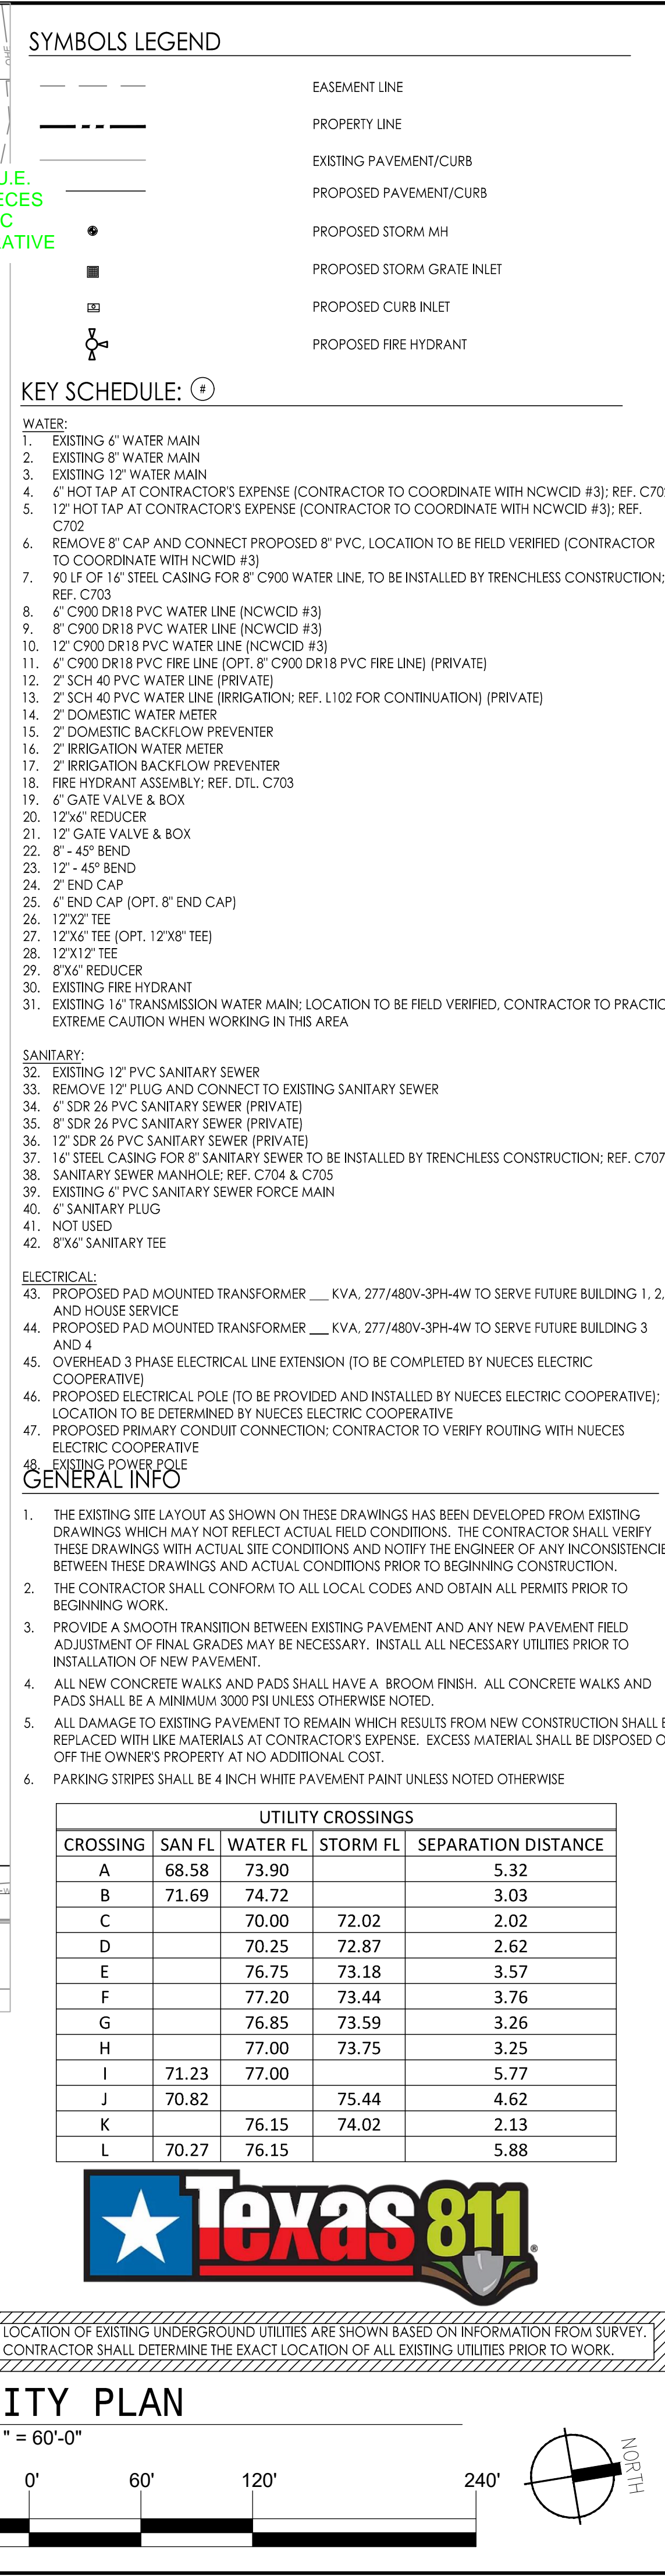 SYMBOLS LEGEND
EASEMENT LINE
PROPERTY LINE
EXISTING PAVEMENT/CURB
PROPOSED PAVEMENT/CURB
PROPOSED STORM MH
PROPOSED STORM GRATE INLET
PROPOSED CURB INLET
PROPOSED FIRE HYDRANT
OHE
U.E.
ECES
C
ATIVE
KEY SCHEDULE: #
WATER:
1. EXISTING 6" WATER MAIN
2. EXISTING 8" WATER MAIN
3. EXISTING 12" WATER MAIN
4. 6" HOT TAP AT CONTRACTOR'S EXPENSE (CONTRACTOR TO COORDINATE WITH NCWCID #3); REF. C702
5. 12" HOT TAP AT CONTRACTOR'S EXPENSE (CONTRACTOR TO COORDINATE WITH NCWCID #3); REF.
C702
6. REMOVE 8" CAP AND CONNECT PROPOSED 8" PVC, LOCATION TO BE FIELD VERIFIED (CONTRACTOR
TO COORDINATE WITH NCWID #3)
7. 90 LF OF 16" STEEL CASING FOR 8" C900 WATER LINE, TO BE INSTALLED BY TRENCHLESS CONSTRUCTION;
REF. C703
8. 6" C900 DR18 PVC WATER LINE (NCWCID #3)
9. 8" C900 DR18 PVC WATER LINE (NCWCID #3)
10. 12" C900 DR18 PVC WATER LINE (NCWCID #3)
11. 6" C900 DR18 PVC FIRE LINE (OPT. 8" C900 DR18 PVC FIRE LINE) (PRIVATE)
12. 2" SCH 40 PVC WATER LINE (PRIVATE)
13. 2" SCH 40 PVC WATER LINE (IRRIGATION; REF. L102 FOR CONTINUATION) (PRIVATE)
14. 2" DOMESTIC WATER METER
15. 2" DOMESTIC BACKFLOW PREVENTER
16. 2" IRRIGATION WATER METER
17. 2" IRRIGATION BACKFLOW PREVENTER
18. FIRE HYDRANT ASSEMBLY; REF. DTL. C703
19. 6" GATE VALVE & BOX
20. 12"x6" REDUCER
21. 12" GATE VALVE & BOX
22. 8" - 45° BEND
23. 12" - 45° BEND
24. 2" END CAP
25. 6" END CAP (OPT. 8" END CAP)
26. 12"X2" TEE
27. 12"X6" TEE (OPT. 12"X8" TEE)
28. 12"X12" TEE
29. 8"X6" REDUCER
30. EXISTING FIRE HYDRANT
31. EXISTING 16" TRANSMISSION WATER MAIN; LOCATION TO BE FIELD VERIFIED, CONTRACTOR TO PRACTIC
EXTREME CAUTION WHEN WORKING IN THIS AREA
SANITARY:
32. EXISTING 12" PVC SANITARY SEWER
33. REMOVE 12" PLUG AND CONNECT TO EXISTING SANITARY SEWER
34. 6" SDR 26 PVC SANITARY SEWER (PRIVATE)
35. 8" SDR 26 PVC SANITARY SEWER (PRIVATE)
36. 12" SDR 26 PVC SANITARY SEWER (PRIVATE)
37. 16" STEEL CASING FOR 8" SANITARY SEWER TO BE INSTALLED BY TRENCHLESS CONSTRUCTION; REF. C707
38. SANITARY SEWER MANHOLE; REF. C704 & C705
39. EXISTING 6" PVC SANITARY SEWER FORCE MAIN
40. 6" SANITARY PLUG
41. NOT USED
42. 8"X6" SANITARY TEE
ELECTRICAL:
43. PROPOSED PAD MOUNTED TRANSFORMER ___ KVA, 277/480V-3PH-4W TO SERVE FUTURE BUILDING 1, 2,
AND HOUSE SERVICE
44. PROPOSED PAD MOUNTED TRANSFORMER ___ KVA, 277/480V-3PH-4W TO SERVE FUTURE BUILDING 3
AND 4
45. OVERHEAD 3 PHASE ELECTRICAL LINE EXTENSION (TO BE COMPLETED BY NUECES ELECTRIC
COOPERATIVE)
46. PROPOSED ELECTRICAL POLE (TO BE PROVIDED AND INSTALLED BY NUECES ELECTRIC COOPERATIVE);
LOCATION TO BE DETERMINED BY NUECES ELECTRIC COOPERATIVE
47. PROPOSED PRIMARY CONDUIT CONNECTION; CONTRACTOR TO VERIFY ROUTING WITH NUECES
ELECTRIC COOPERATIVE
48. EXISTING POWER POLE
GENERAL INFO
1. THE EXISTING SITE LAYOUT AS SHOWN ON THESE DRAWINGS HAS BEEN DEVELOPED FROM EXISTING
DRAWINGS WHICH MAY NOT REFLECT ACTUAL FIELD CONDITIONS. THE CONTRACTOR SHALL VERIFY
THESE DRAWINGS WITH ACTUAL SITE CONDITIONS AND NOTIFY THE ENGINEER OF ANY INCONSISTENCIE
BETWEEN THESE DRAWINGS AND ACTUAL CONDITIONS PRIOR TO BEGINNING CONSTRUCTION.
2. THE CONTRACTOR SHALL CONFORM TO ALL LOCAL CODES AND OBTAIN ALL PERMITS PRIOR TO
BEGINNING WORK.
3. PROVIDE A SMOOTH TRANSITION BETWEEN EXISTING PAVEMENT AND ANY NEW PAVEMENT FIELD
ADJUSTMENT OF FINAL GRADES MAY BE NECESSARY. INSTALL ALL NECESSARY UTILITIES PRIOR TO
INSTALLATION OF NEW PAVEMENT.
4. ALL NEW CONCRETE WALKS AND PADS SHALL HAVE A BROOM FINISH. ALL CONCRETE WALKS AND
PADS SHALL BE A MINIMUM 3000 PSI UNLESS OTHERWISE NOTED.
5. ALL DAMAGE TO EXISTING PAVEMENT TO REMAIN WHICH RESULTS FROM NEW CONSTRUCTION SHALL B
REPLACED WITH LIKE MATERIALS AT CONTRACTOR'S EXPENSE. EXCESS MATERIAL SHALL BE DISPOSED O
OFF THE OWNER'S PROPERTY AT NO ADDITIONAL COST.
6. PARKING STRIPES SHALL BE 4 INCH WHITE PAVEMENT PAINT UNLESS NOTED OTHERWISE
UTILITY CROSSINGS
CROSSING SAN FL WATER FL STORM FL SEPARATION DISTANCE
A 68.58 73.90 5.32
B 71.69 74.72 3.03
C 70.00 72.02 2.02
D 70.25 72.87 2.62
E 76.75 73.18 3.57
F 77.20 73.44 3.76
G 76.85 73.59 3.26
H 77.00 73.75 3.25
I 71.23 77.00 5.77
J 70.82 75.44 4.62
K 76.15 74.02 2.13
L 70.27 76.15 5.88
Texas 811 ®
LOCATION OF EXISTING UNDERGROUND UTILITIES ARE SHOWN BASED ON INFORMATION FROM SURVEY.
CONTRACTOR SHALL DETERMINE THE EXACT LOCATION OF ALL EXISTING UTILITIES PRIOR TO WORK.
ITY PLAN
" = 60'-0"
0' 60' 120' 240'
NORTH